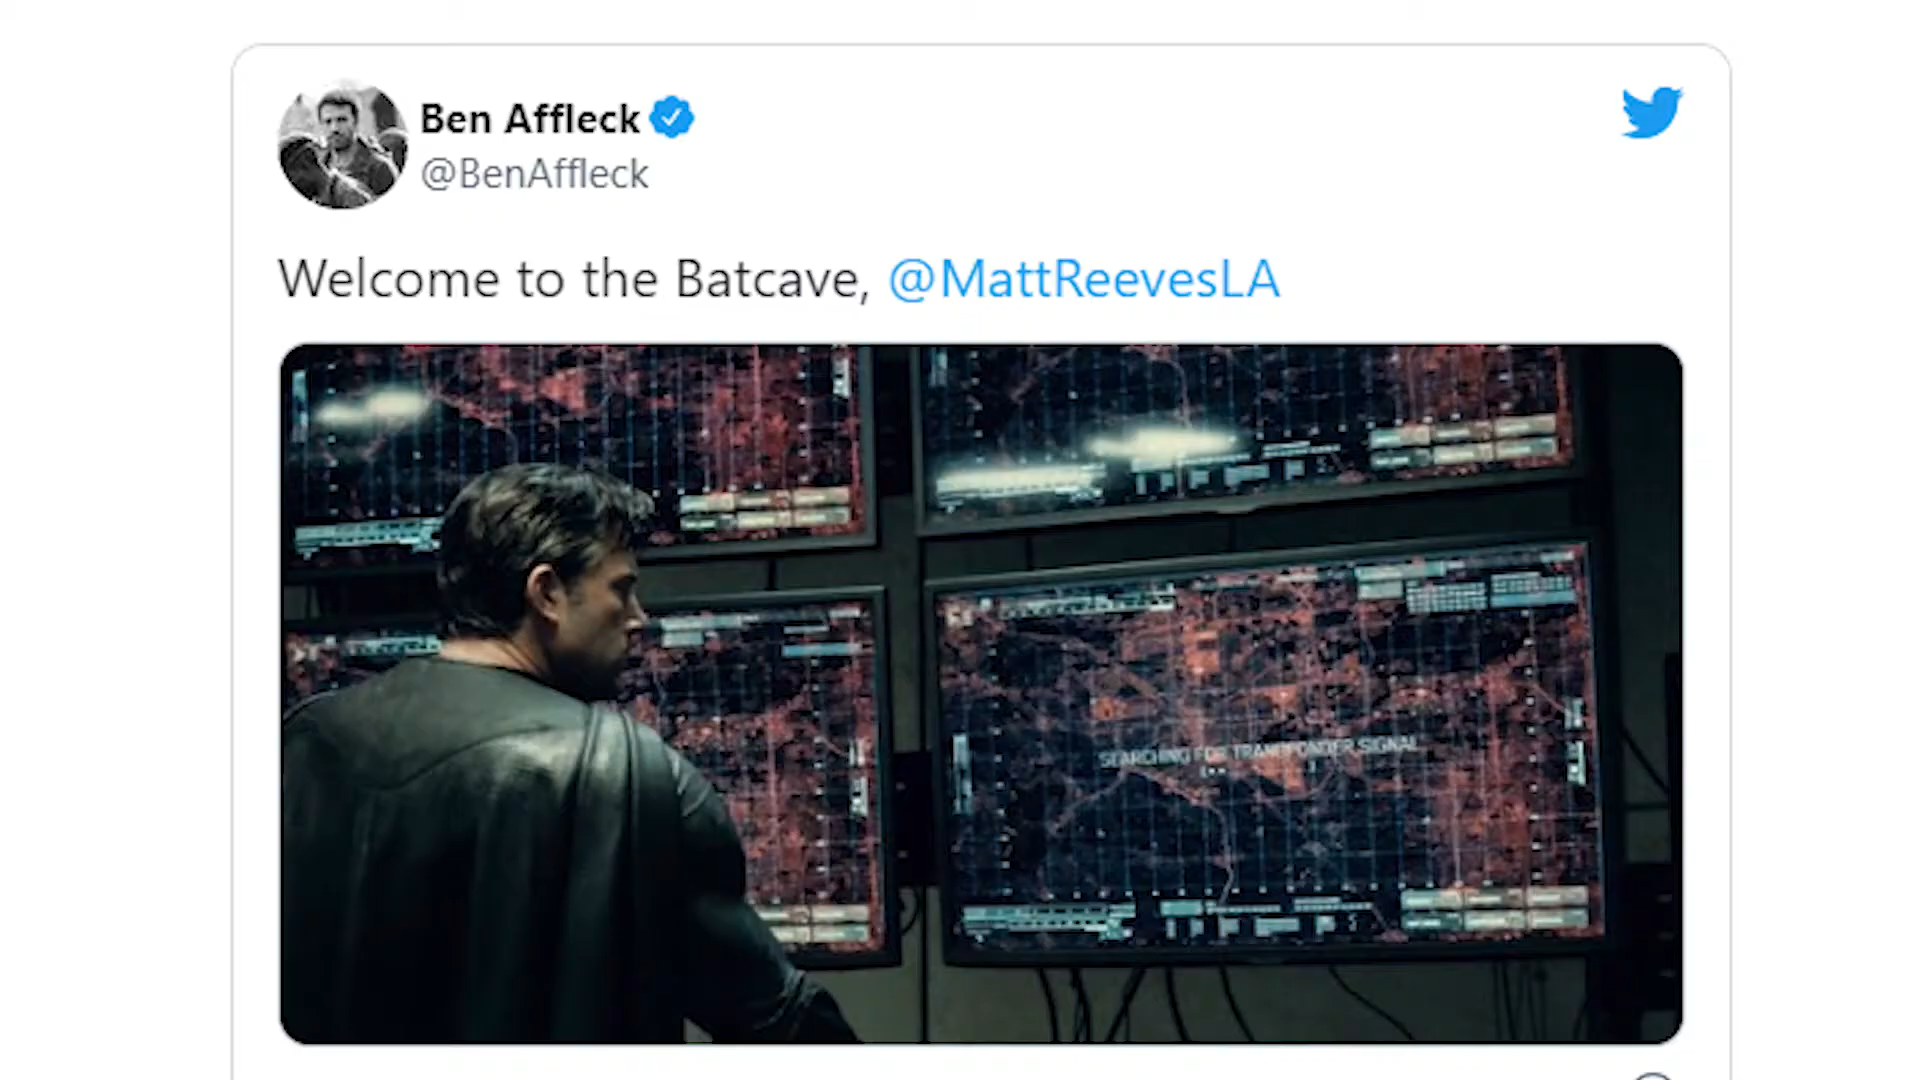 Ben Affleck
@BenAffleck
Welcome to the Batcave, @MattReevesLA
SEARCHING FOR TRANSPONDER SIGNAL